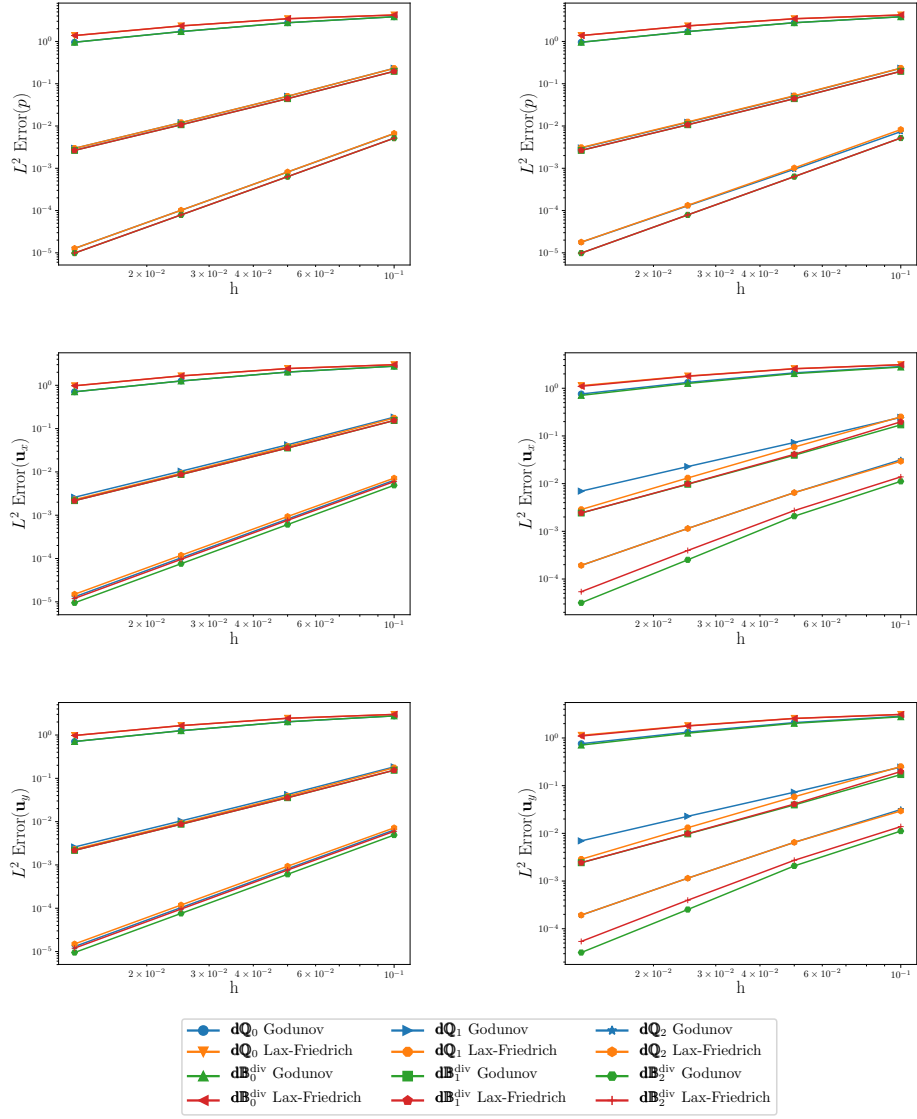 10⁰
10⁻¹
10⁻²
10⁻³
10⁻⁴
10⁻⁵
L² Error(p)
2 × 10⁻² 3 × 10⁻² 4 × 10⁻² 6 × 10⁻² 10⁻¹
h
10⁰
10⁻¹
10⁻²
10⁻³
10⁻⁴
10⁻⁵
L² Error(p)
2 × 10⁻² 3 × 10⁻² 4 × 10⁻² 6 × 10⁻² 10⁻¹
h
10⁰
10⁻¹
10⁻²
10⁻³
10⁻⁴
10⁻⁵
L² Error(𝐮ₓ)
2 × 10⁻² 3 × 10⁻² 4 × 10⁻² 6 × 10⁻² 10⁻¹
h
10⁰
10⁻¹
10⁻²
10⁻³
10⁻⁴
L² Error(𝐮ₓ)
2 × 10⁻² 3 × 10⁻² 4 × 10⁻² 6 × 10⁻² 10⁻¹
h
10⁰
10⁻¹
10⁻²
10⁻³
10⁻⁴
10⁻⁵
L² Error(𝐮_y)
2 × 10⁻² 3 × 10⁻² 4 × 10⁻² 6 × 10⁻² 10⁻¹
h
10⁰
10⁻¹
10⁻²
10⁻³
10⁻⁴
L² Error(𝐮_y)
2 × 10⁻² 3 × 10⁻² 4 × 10⁻² 6 × 10⁻² 10⁻¹
h
𝐝ℚ₀ Godunov 𝐝ℚ₁ Godunov 𝐝ℚ₂ Godunov
𝐝ℚ₀ Lax-Friedrich 𝐝ℚ₁ Lax-Friedrich 𝐝ℚ₂ Lax-Friedrich
𝐝𝔹₀^div Godunov 𝐝𝔹₁^div Godunov 𝐝𝔹₂^div Godunov
𝐝𝔹₀^div Lax-Friedrich 𝐝𝔹₁^div Lax-Friedrich 𝐝𝔹₂^div Lax-Friedrich